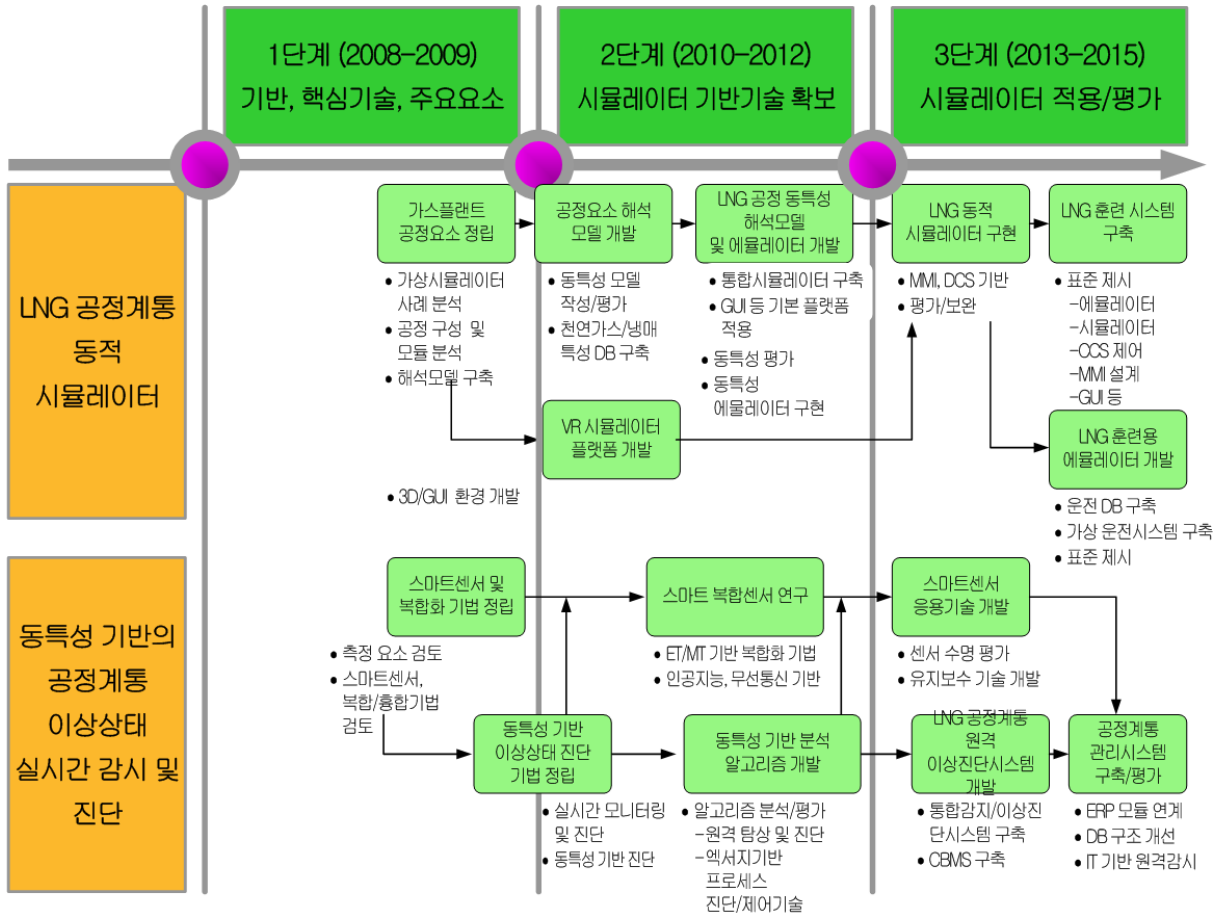 1단계 (2008-2009)
기반, 핵심기술, 주요요소
2단계 (2010-2012)
시뮬레이터 기반기술 확보
3단계 (2013-2015)
시뮬레이터 적용/평가
LNG 공정계통
동적
시뮬레이터
가스플랜트
공정요소 정립
• 가상시뮬레이터
사례 분석
• 공정 구성 및
모듈 분석
• 해석모델 구축
공정요소 해석
모델 개발
• 동특성 모델
작성/평가
• 천연가스/냉매
특성 DB 구축
LNG 공정 동특성
해석모델
및 에뮬레이터 개발
• 통합시뮬레이터 구축
• GUI 등 기본 플랫폼
적용
• 동특성 평가
• 동특성
에물레이터 구현
LNG 동적
시뮬레이터 구현
• MMI, DCS 기반
• 평가/보완
LNG 훈련 시스템
구축
• 표준 제시
-에뮬레이터
-시뮬레이터
-CCS 제어
-MMI 설계
-GUI 등
VR 시뮬레이터
플랫폼 개발
• 3D/GUI 환경 개발
LNG 훈련용
에뮬레이터 개발
• 운전 DB 구축
• 가상 운전시스템 구축
• 표준 제시
동특성 기반의
공정계통
이상상태
실시간 감시 및
진단
스마트센서 및
복합화 기법 정립
• 측정 요소 검토
• 스마트센서,
복합/융합기법
검토
스마트 복합센서 연구
• ET/MT 기반 복합화 기법
• 인공지능, 무선통신 기반
스마트센서
응용기술 개발
• 센서 수명 평가
• 유지보수 기술 개발
동특성 기반
이상상태 진단
기법 정립
• 실시간 모니터링
및 진단
• 동특성 기반 진단
동특성 기반 분석
알고리즘 개발
• 알고리즘 분석/평가
-원격 탐상 및 진단
-엑서지기반
프로세스
진단/제어기술
LNG 공정계통
원격
이상진단시스템
개발
• 통합감지/이상진
단시스템 구축
• CBMS 구축
공정계통
관리시스템
구축/평가
• ERP 모듈 연계
• DB 구조 개선
• IT 기반 원격감시